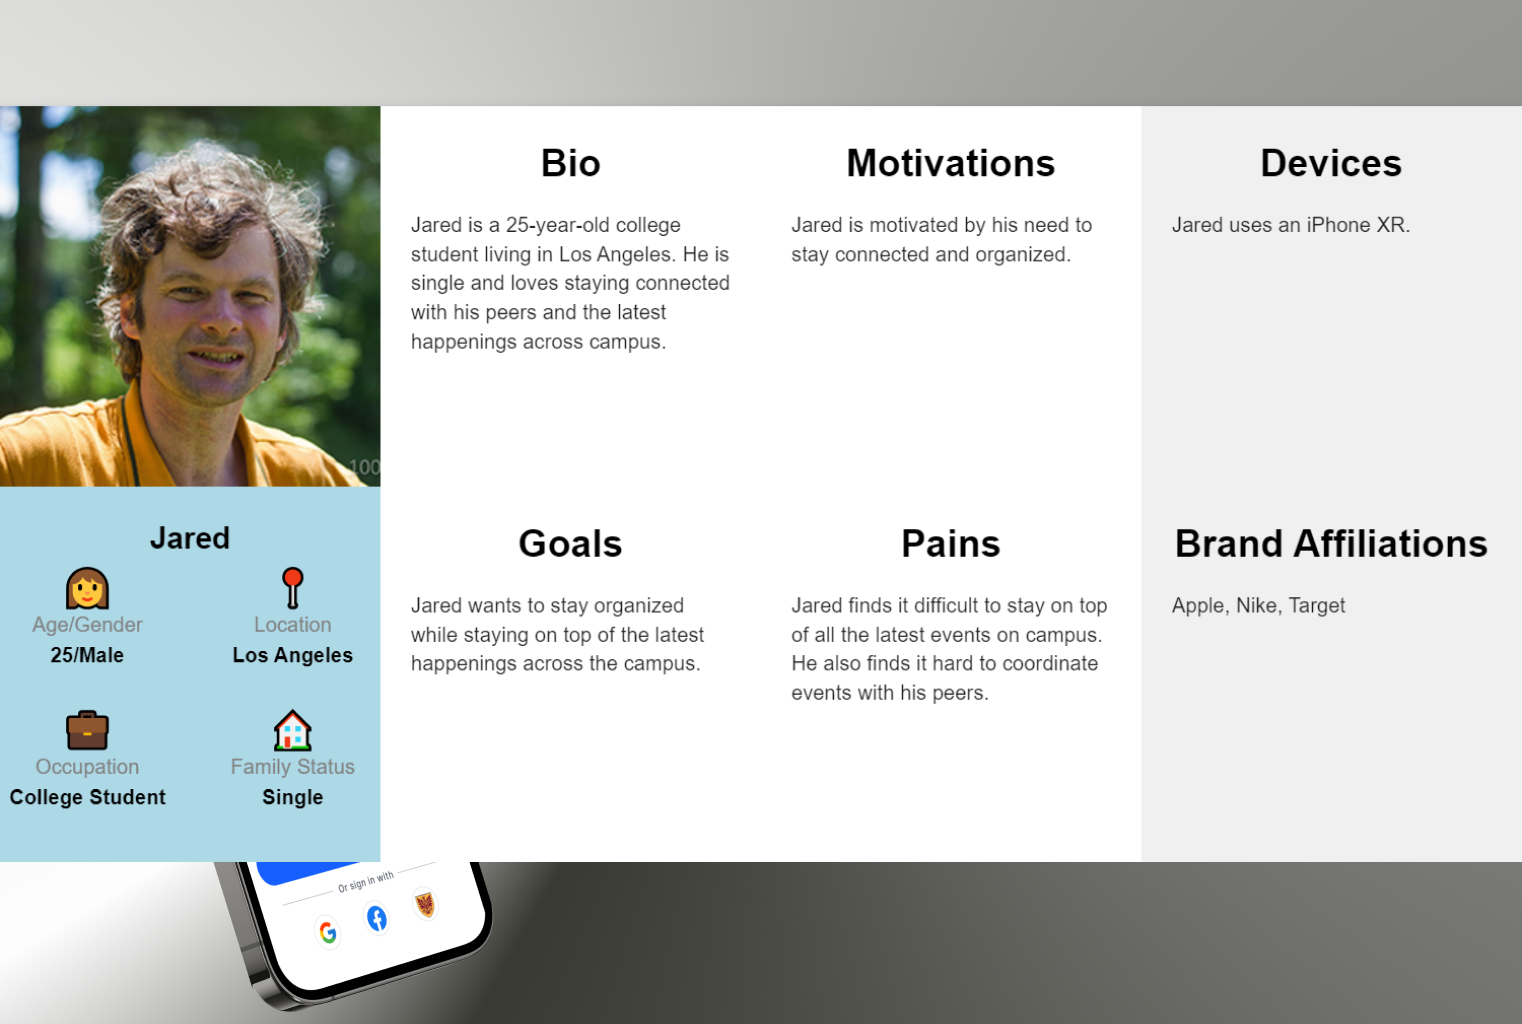 Bio
Jared is a 25-year-old college
student living in Los Angeles. He is
single and loves staying connected
with his peers and the latest
happenings across campus.
Motivations
Jared is motivated by his need to
stay connected and organized.
Devices
Jared uses an iPhone XR.
100
Jared
Age/Gender
25/Male
Location
Los Angeles
Occupation
College Student
Family Status
Single
Goals
Jared wants to stay organized
while staying on top of the latest
happenings across the campus.
Pains
Jared finds it difficult to stay on top
of all the latest events on campus.
He also finds it hard to coordinate
events with his peers.
Brand Affiliations
Apple, Nike, Target
Or sign in with